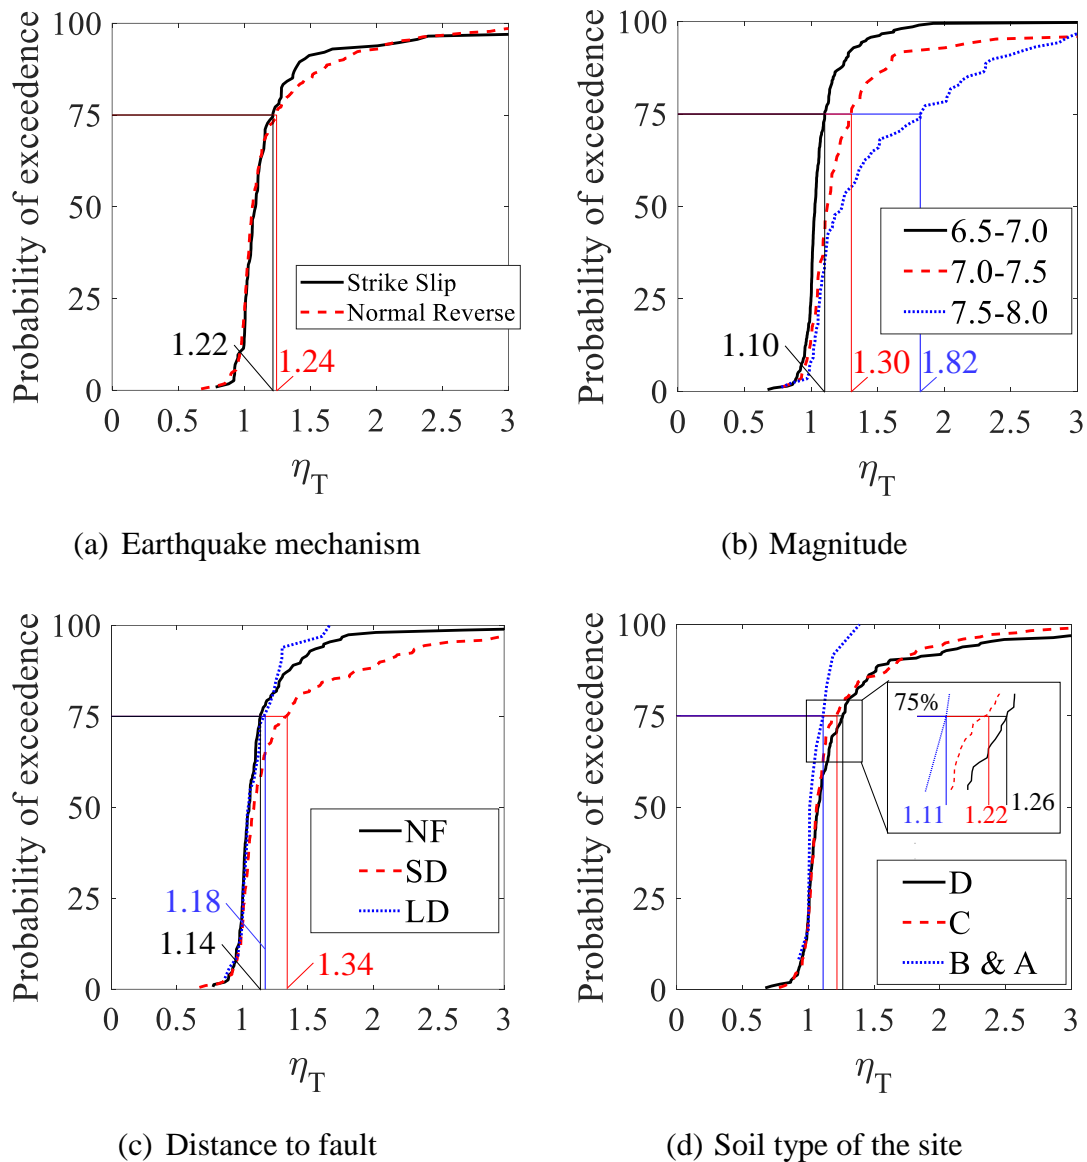 Probability of exceedence
100
75
50
25
0
Strike Slip
Normal Reverse
1.22
1.24
0 0.5 1 1.5 2 2.5 3
η_T
(a) Earthquake mechanism
Probability of exceedence
100
75
50
25
0
6.5-7.0
7.0-7.5
7.5-8.0
1.10
1.30
1.82
0 0.5 1 1.5 2 2.5 3
η_T
(b) Magnitude
Probability of exceedence
100
75
50
25
0
NF
SD
LD
1.18
1.14
1.34
0 0.5 1 1.5 2 2.5 3
η_T
(c) Distance to fault
Probability of exceedence
100
75
50
25
0
75%
1.11
1.22
1.26
D
C
B & A
0 0.5 1 1.5 2 2.5 3
η_T
(d) Soil type of the site